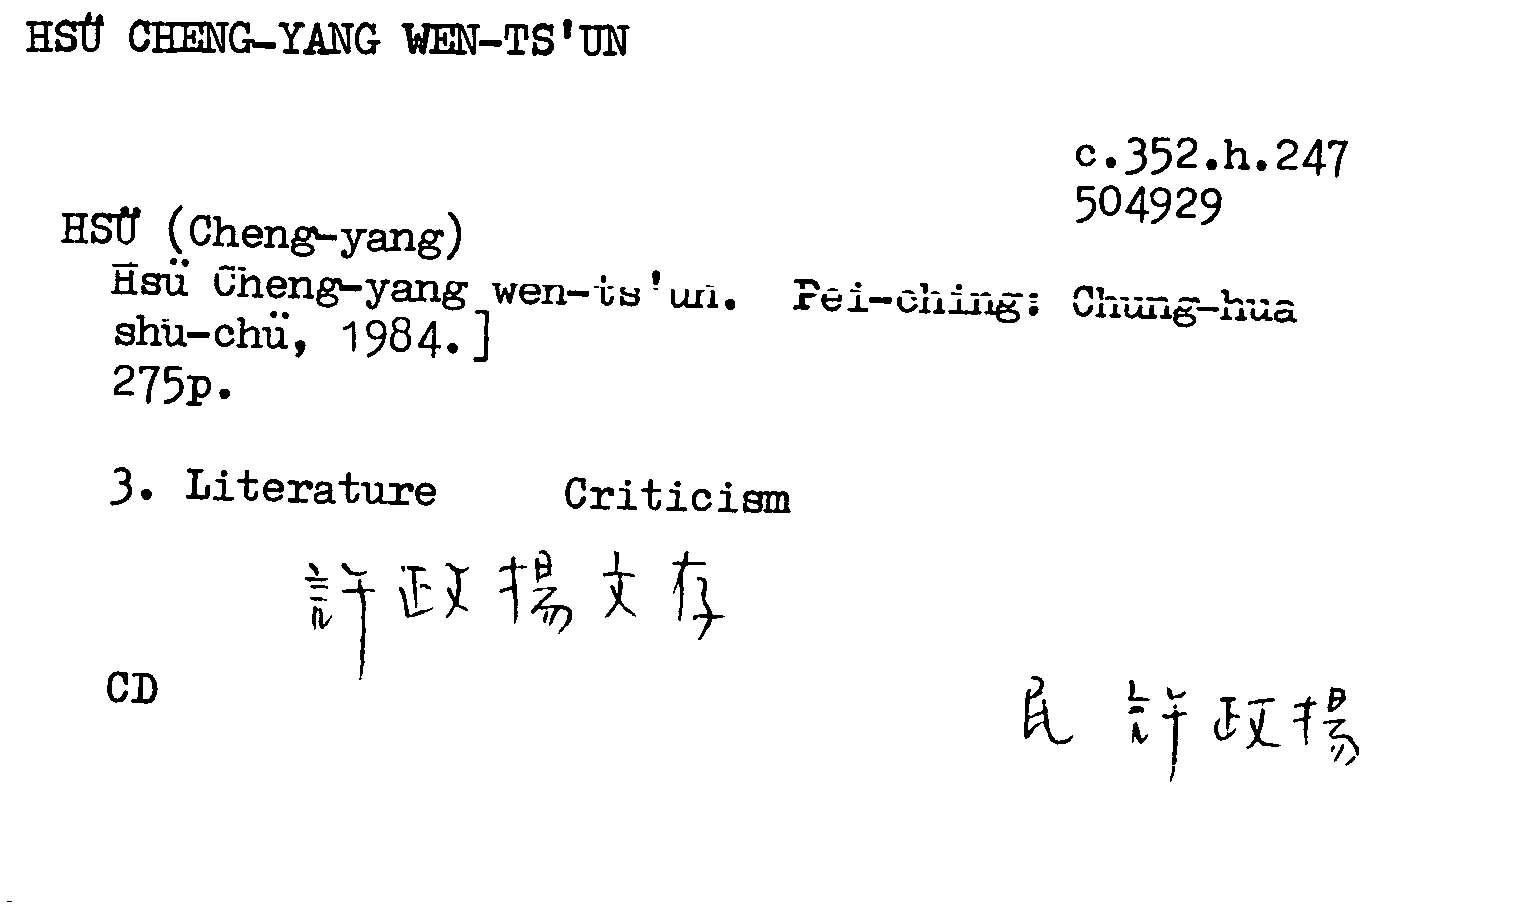 HSÜ CHENG-YANG WEN-TS'UN
c.352.h.247
504929
HSÜ (Cheng-yang)
Hsü Cheng-yang wen-ts'un. Pei-ching: Chung-hua
shu-chü, 1984.]
275p.
3. Literature Criticism
許政揚文存
CD
民 許政揚